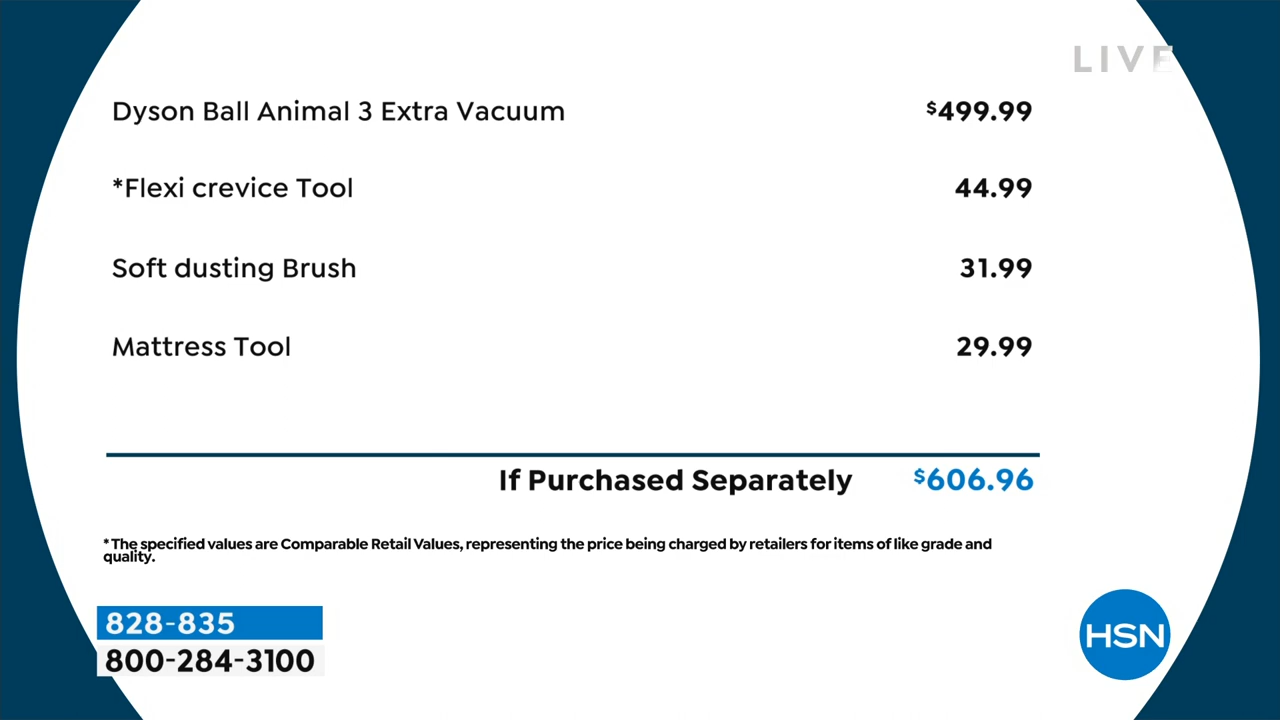 LIVE
Dyson Ball Animal 3 Extra Vacuum $499.99
*Flexi crevice Tool 44.99
Soft dusting Brush 31.99
Mattress Tool 29.99
If Purchased Separately $606.96
*The specified values are Comparable Retail Values, representing the price being charged by retailers for items of like grade and
quality.
828-835
800-284-3100
HSN